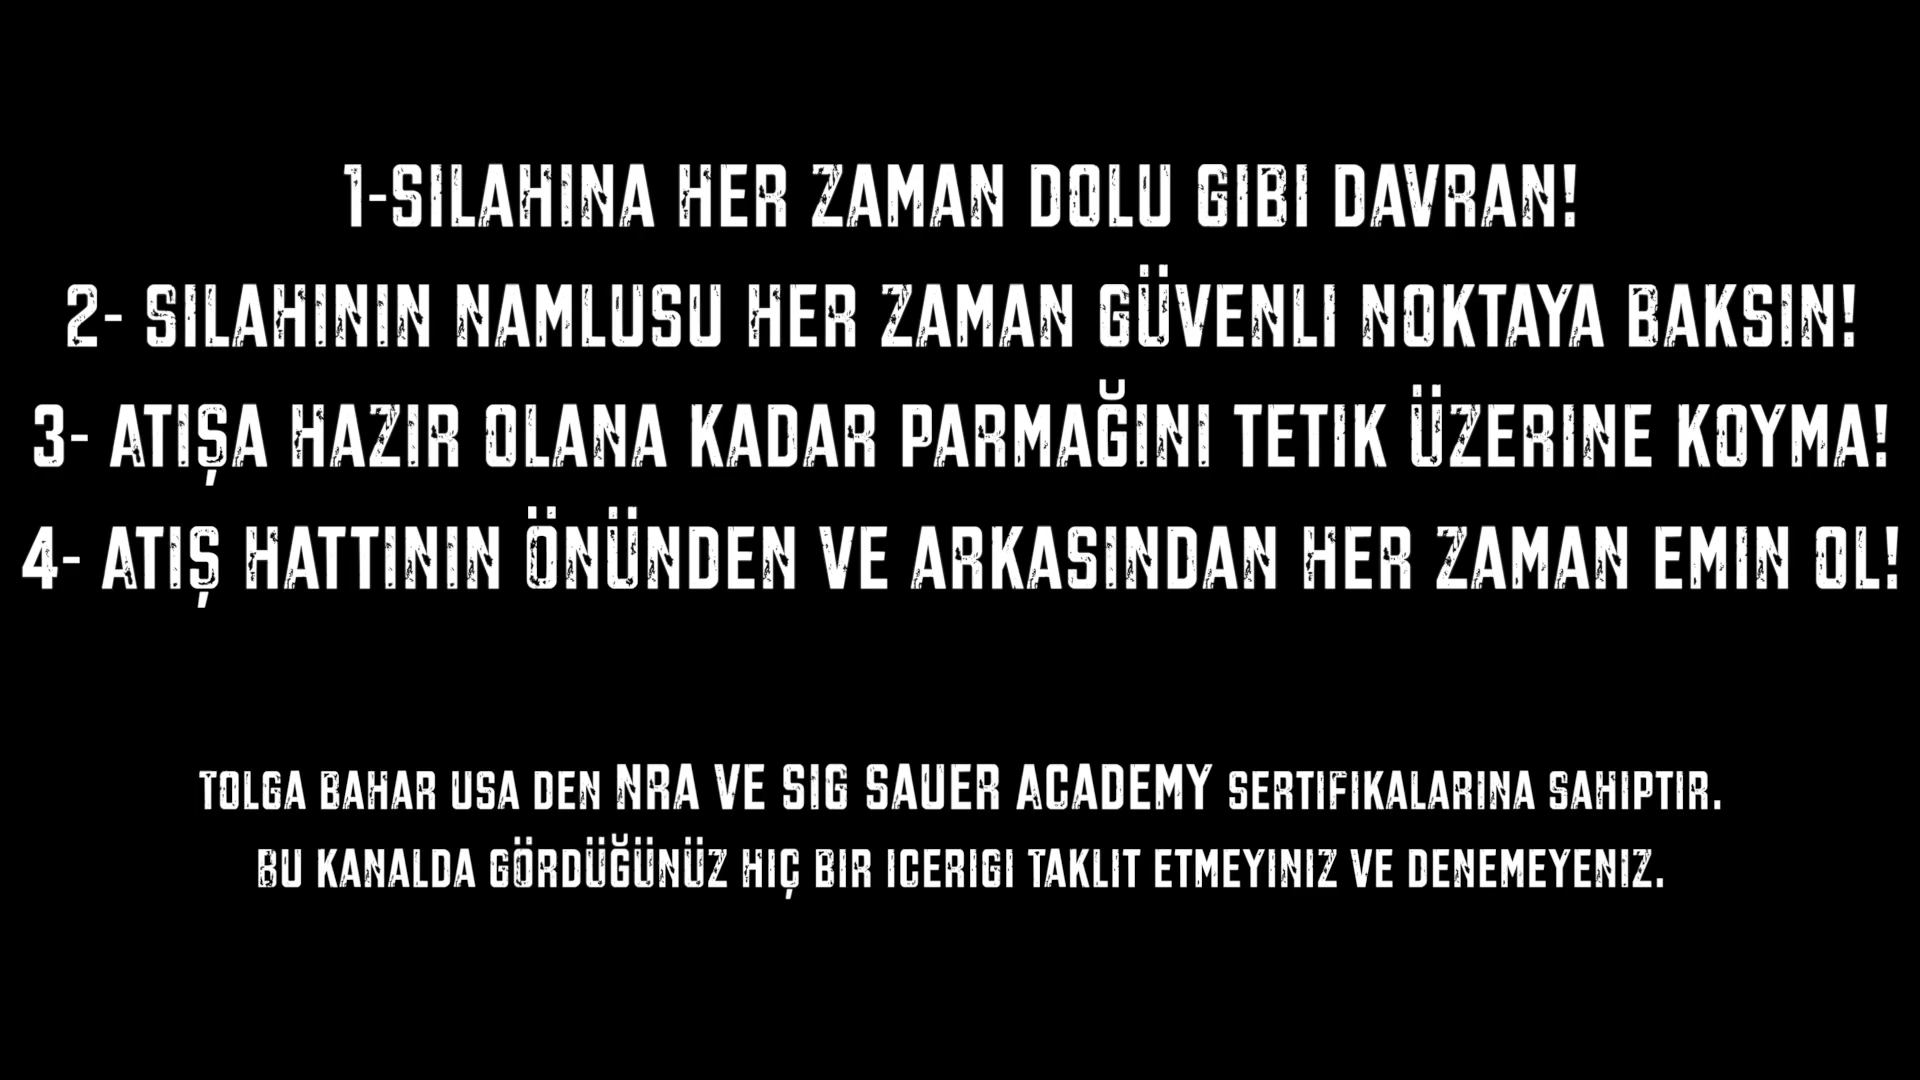 1-SILAHINA HER ZAMAN DOLU GIBI DAVRAN!
2- SILAHININ NAMLUSU HER ZAMAN GÜVENLI NOKTAYA BAKSIN!
3- ATIŞA HAZIR OLANA KADAR PARMAĞINI TETIK ÜZERINE KOYMA!
4- ATIŞ HATTININ ÖNÜNDEN VE ARKASINDAN HER ZAMAN EMIN OL!
TOLGA BAHAR USA DEN NRA VE SIG SAUER ACADEMY SERTIFIKALARINA SAHIPTIR.
BU KANALDA GÖRDÜĞÜNÜZ HIÇ BIR ICERIGI TAKLIT ETMEYINIZ VE DENEMEYENIZ.